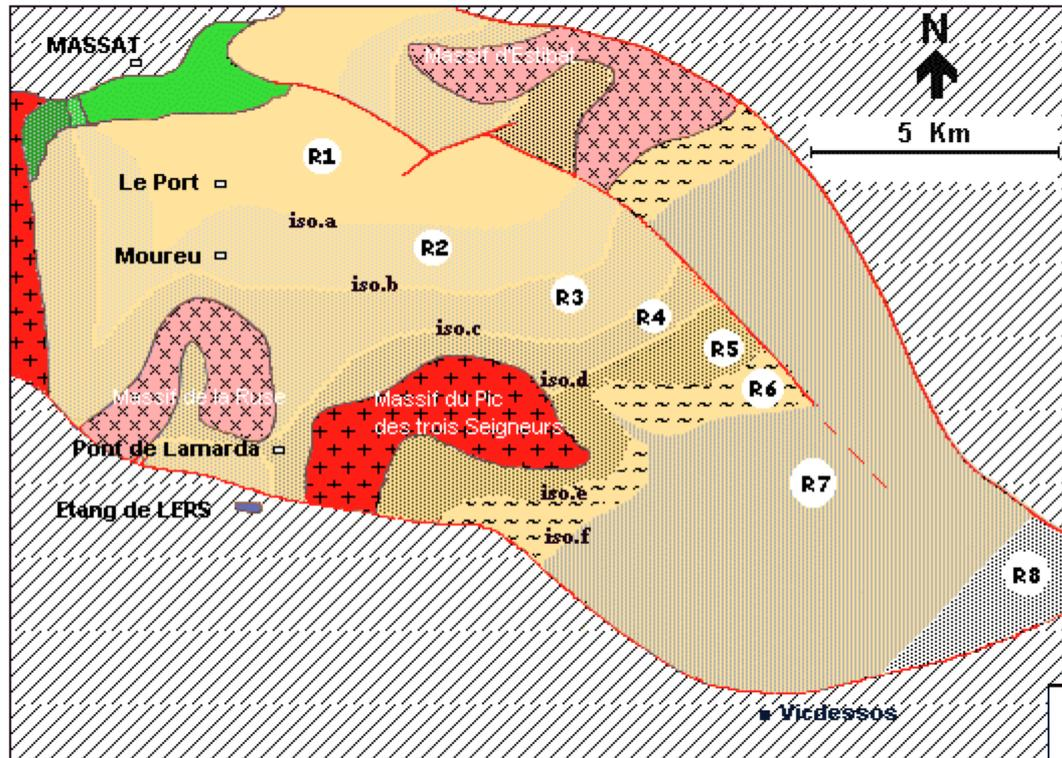 MASSAT
Massif d'Estibat
N
5 Km
R1
Le Port
iso.a
R2
Moureu
iso.b
R3
iso.c
R4
R5
iso.d
R6
Massif de la Ruse
Massif du Pic
des trois Seigneurs
Pont de Lamarda
R7
iso.e
Etang de LERS
iso.f
R8
Vicdessos